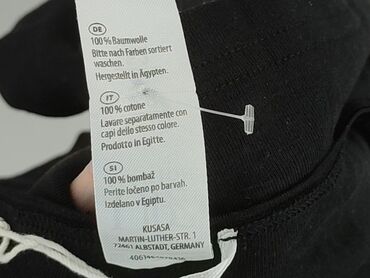 DE
100% Baumwolle
Bitte nach Farben sortiert
waschen.
Hergestellt in Ägypten.
IT
100% cotone
Lavare separatamente con
capi dello stesso colore.
Prodotto in Egitte.
SI
100% bombaž
Perite ločeno po barvah.
Izdelano v Egiptu.
KUSASA
MARTIN-LUTHER-STR. 1
72461 ALBSTADT, GERMANY